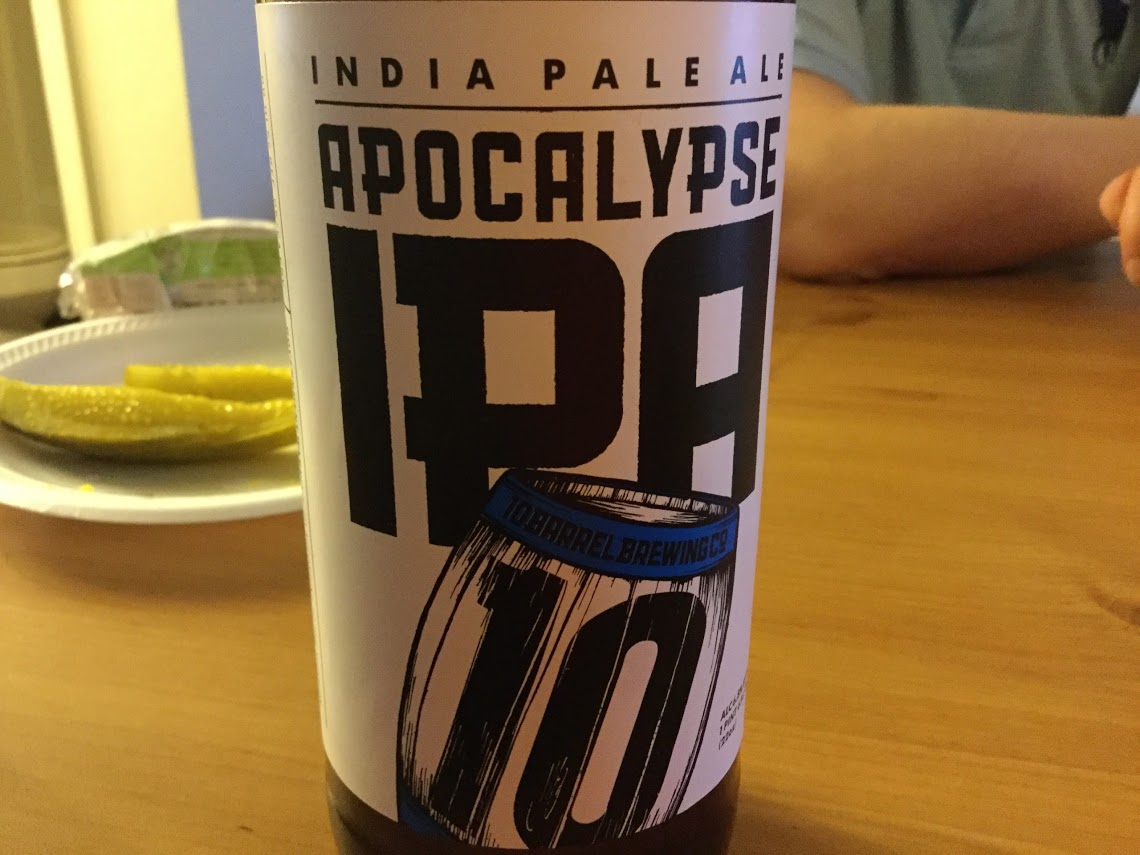 INDIA PALE ALE
APOCALYPSE
IPA
10 BARREL BREWING CO
10